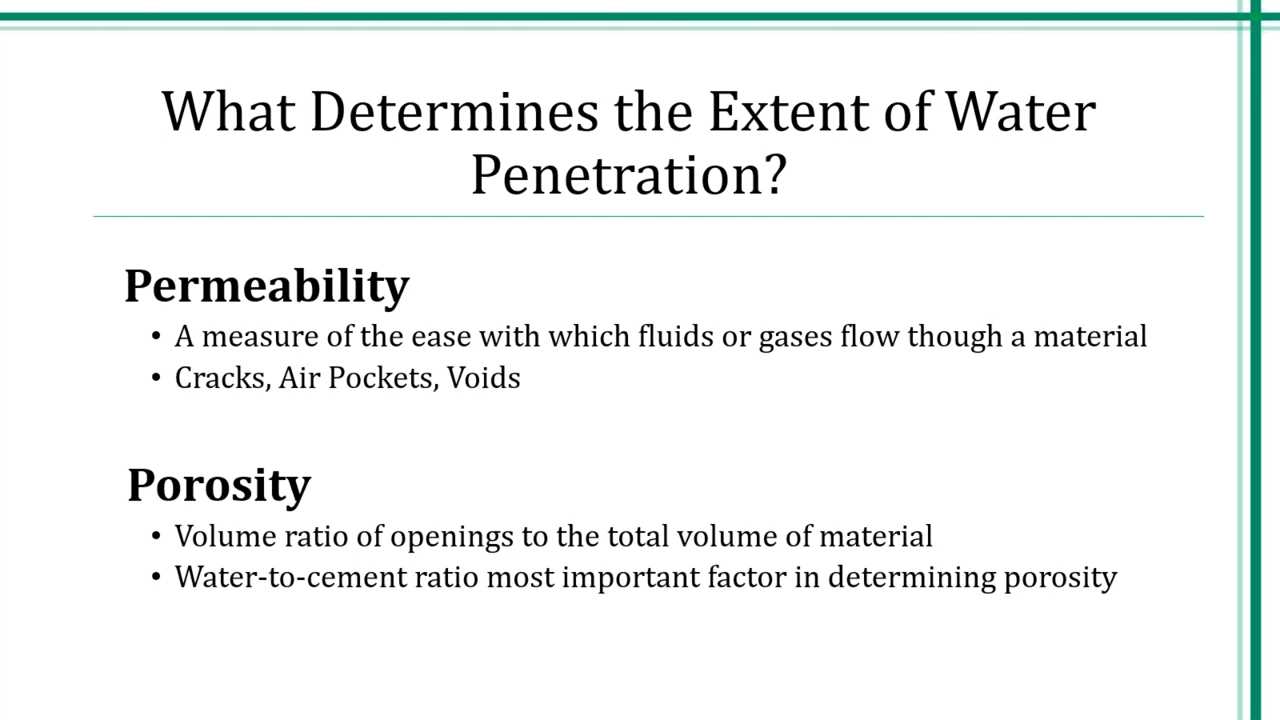 What Determines the Extent of Water
Penetration?
Permeability
• A measure of the ease with which fluids or gases flow though a material
• Cracks, Air Pockets, Voids
Porosity
• Volume ratio of openings to the total volume of material
• Water-to-cement ratio most important factor in determining porosity